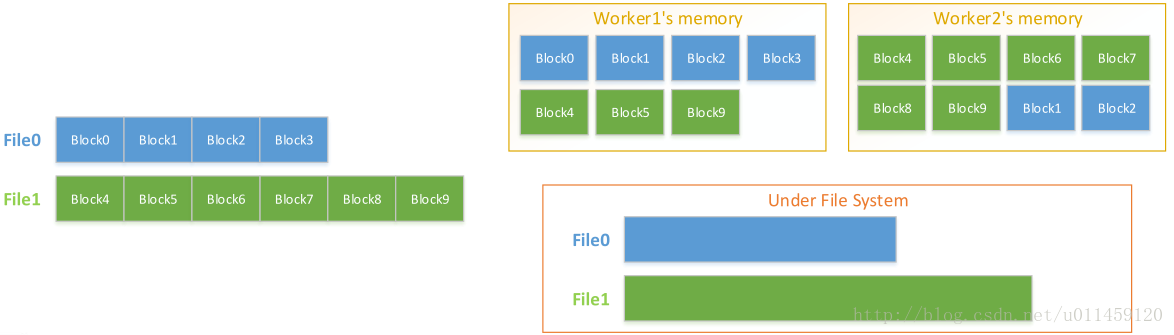 File0
Block0 Block1 Block2 Block3
File1
Block4 Block5 Block6 Block7 Block8 Block9
Worker1's memory
Block0 Block1 Block2 Block3
Block4 Block5 Block9
Worker2's memory
Block4 Block5 Block6 Block7
Block8 Block9 Block1 Block2
Under File System
File0
File1
http://blog.csdn.net/u011459120